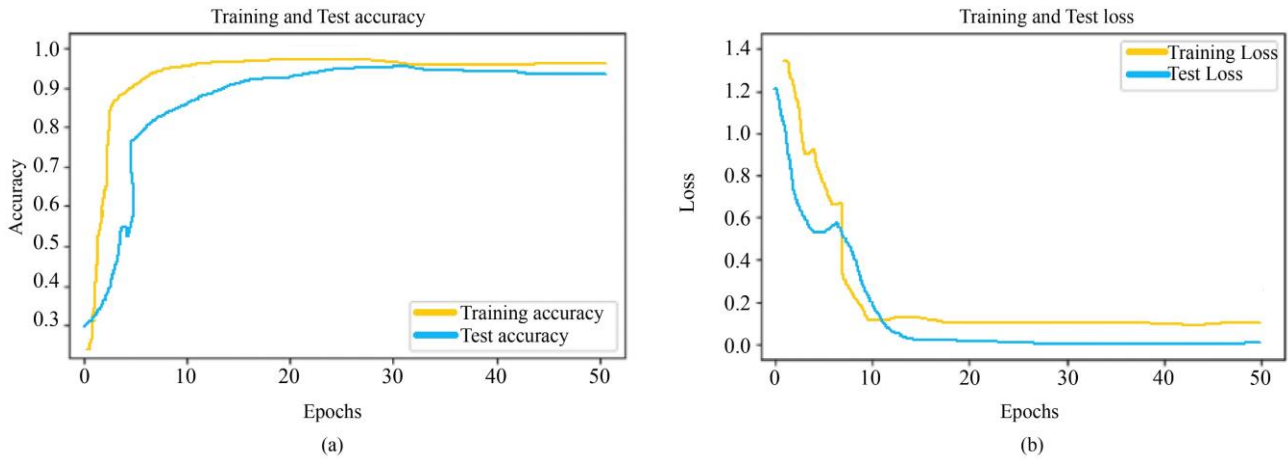 Training and Test accuracy
1.0
0.9
0.8
0.7
0.6
0.5
0.4
0.3
Accuracy
Training accuracy
Test accuracy
0 10 20 30 40 50
Epochs
(a)
Training and Test loss
1.4
1.2
1.0
0.8
0.6
0.4
0.2
0.0
Loss
Training Loss
Test Loss
0 10 20 30 40 50
Epochs
(b)